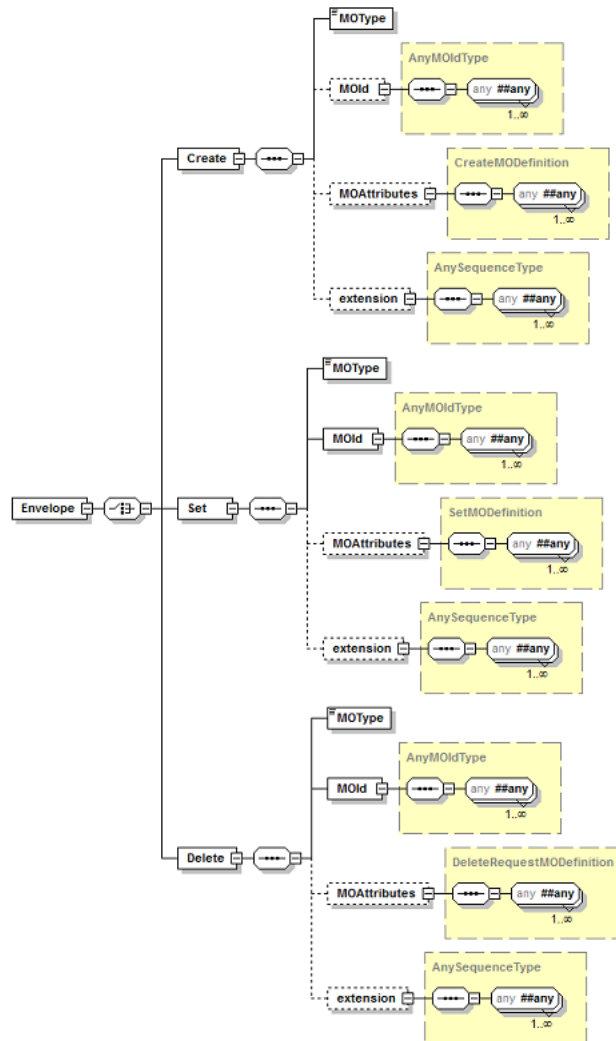 MOType
AnyMOIdType
MOId
any ##any
1..∞
Create
CreateMODefinition
MOAttributes
any ##any
1..∞
AnySequenceType
extension
any ##any
1..∞
MOType
AnyMOIdType
MOId
any ##any
1..∞
Envelope
Set
SetMODefinition
MOAttributes
any ##any
1..∞
AnySequenceType
extension
any ##any
1..∞
MOType
AnyMOIdType
MOId
any ##any
1..∞
Delete
DeleteRequestMODefinition
MOAttributes
any ##any
1..∞
AnySequenceType
extension
any ##any
1..∞